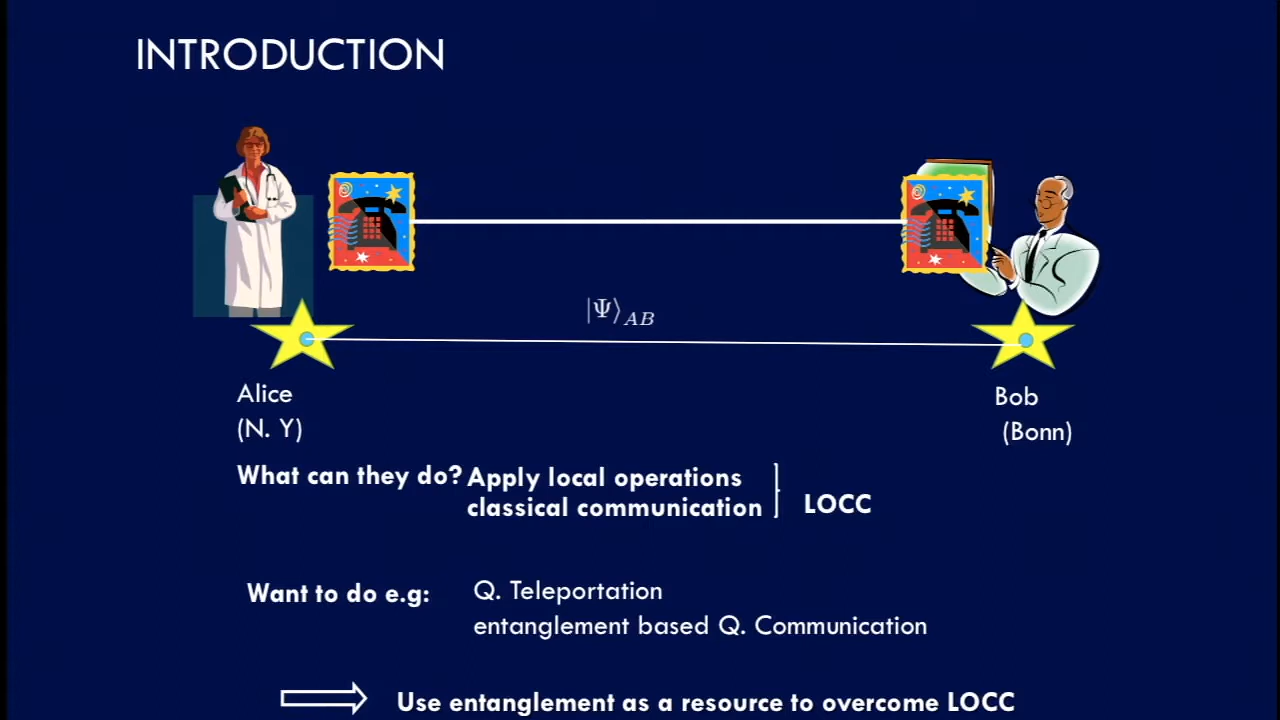 INTRODUCTION
|Ψ⟩AB
Alice
(N. Y)
Bob
(Bonn)
What can they do? Apply local operations
classical communication
LOCC
Want to do e.g: Q. Teleportation
entanglement based Q. Communication
Use entanglement as a resource to overcome LOCC